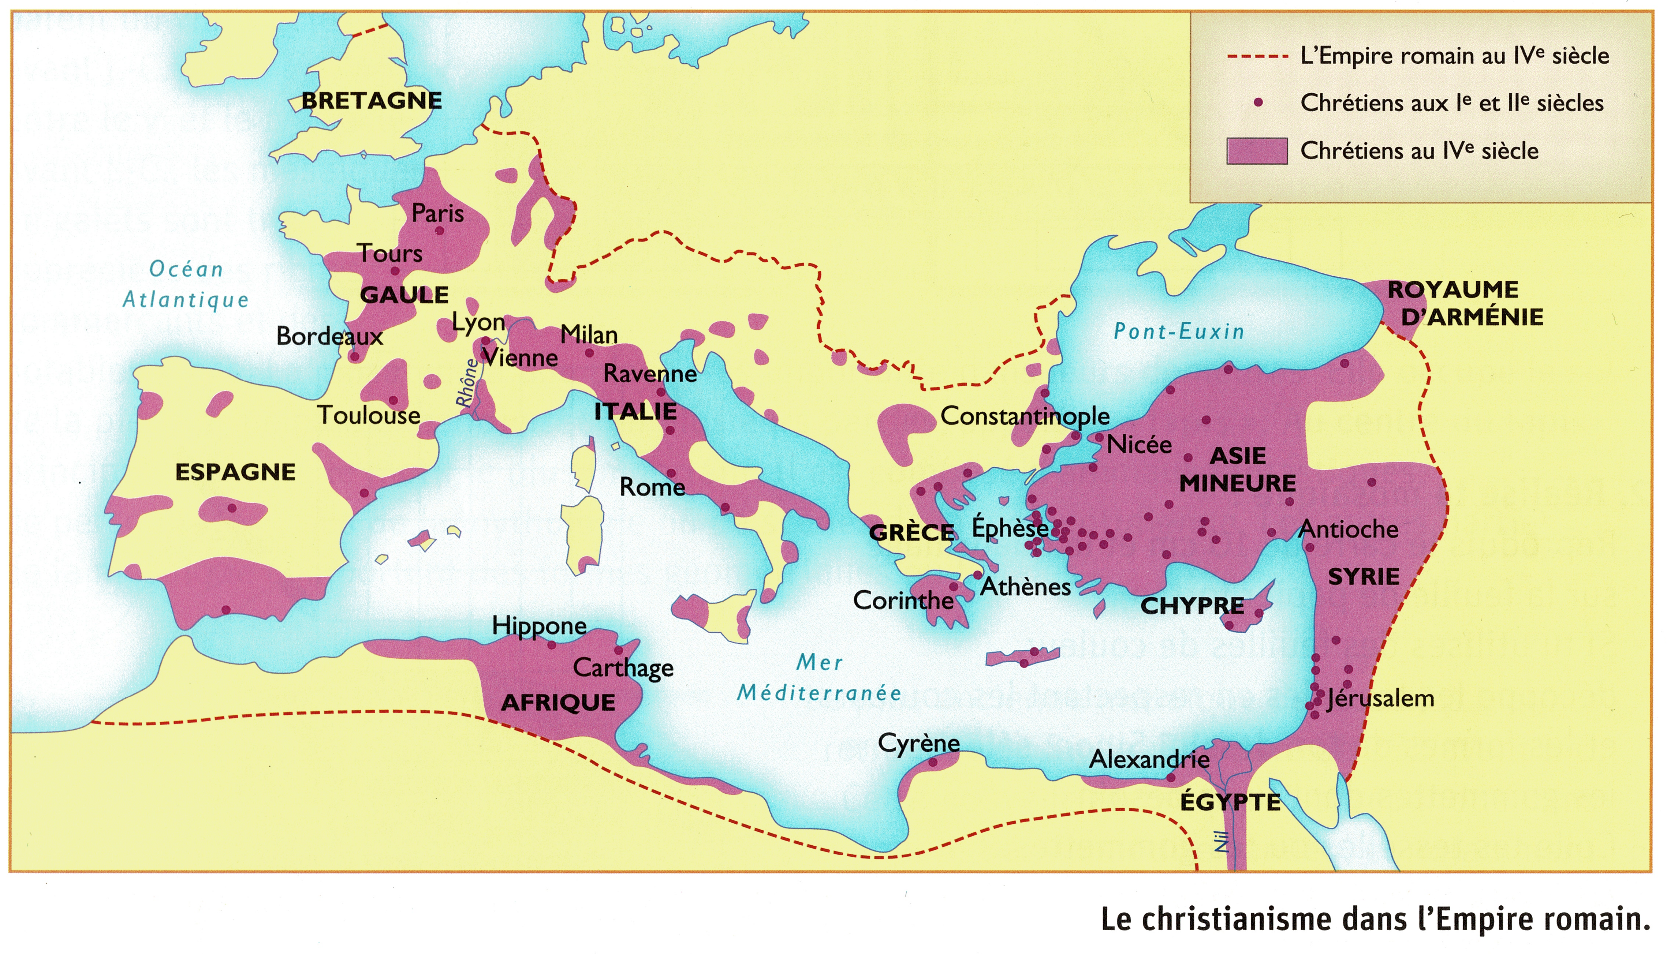 L'Empire romain au IVe siècle
Chrétiens aux Ie et IIe siècles
Chrétiens au IVe siècle
BRETAGNE
Paris
Tours
GAULE
Océan
Atlantique
Bordeaux
Lyon
Vienne
Milan
Rhône
Ravenne
Toulouse
ITALIE
ESPAGNE
Rome
Pont-Euxin
ROYAUME
D'ARMÉNIE
Constantinople
Nicée
ASIE
MINEURE
GRÈCE
Éphèse
Antioche
SYRIE
Athènes
Corinthe
CHYPRE
Hippone
Carthage
AFRIQUE
Mer
Méditerranée
Jérusalem
Cyrène
Alexandrie
ÉGYPTE
Nil
Le christianisme dans l'Empire romain.